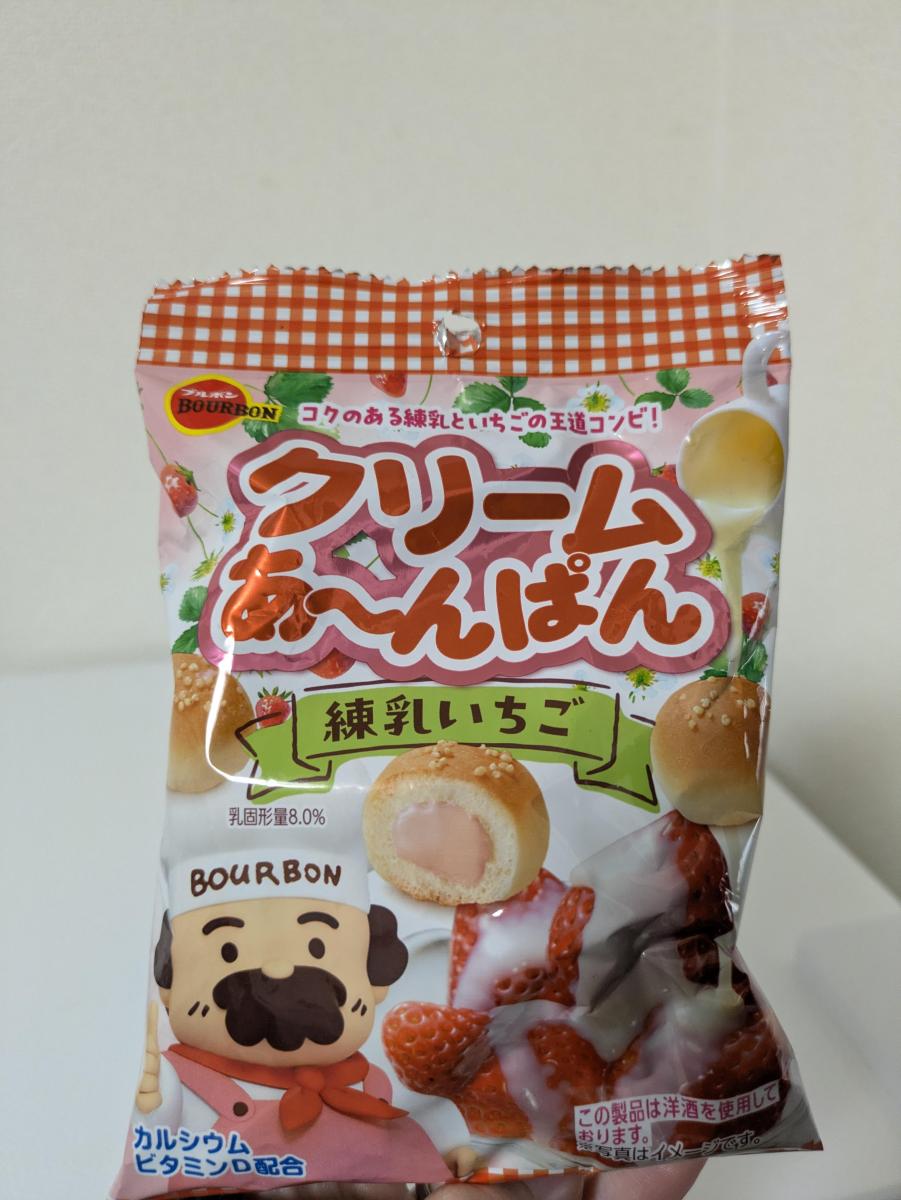 ブルボン
BOURBON
コクのある練乳といちごの王道コンビ!
クリーム
あ〜んぱん
練乳いちご
乳固形量8.0%
BOURBON
カルシウム
ビタミンD配合
この製品は洋酒を使用して
おります。
※写真はイメージです。